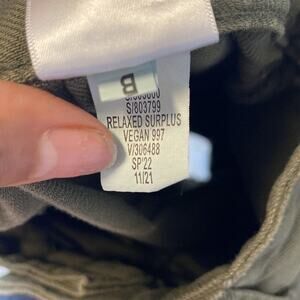 B
S/803799
RELAXED SURPLUS
VEGAN 997
V/306488
SP'22
11/21